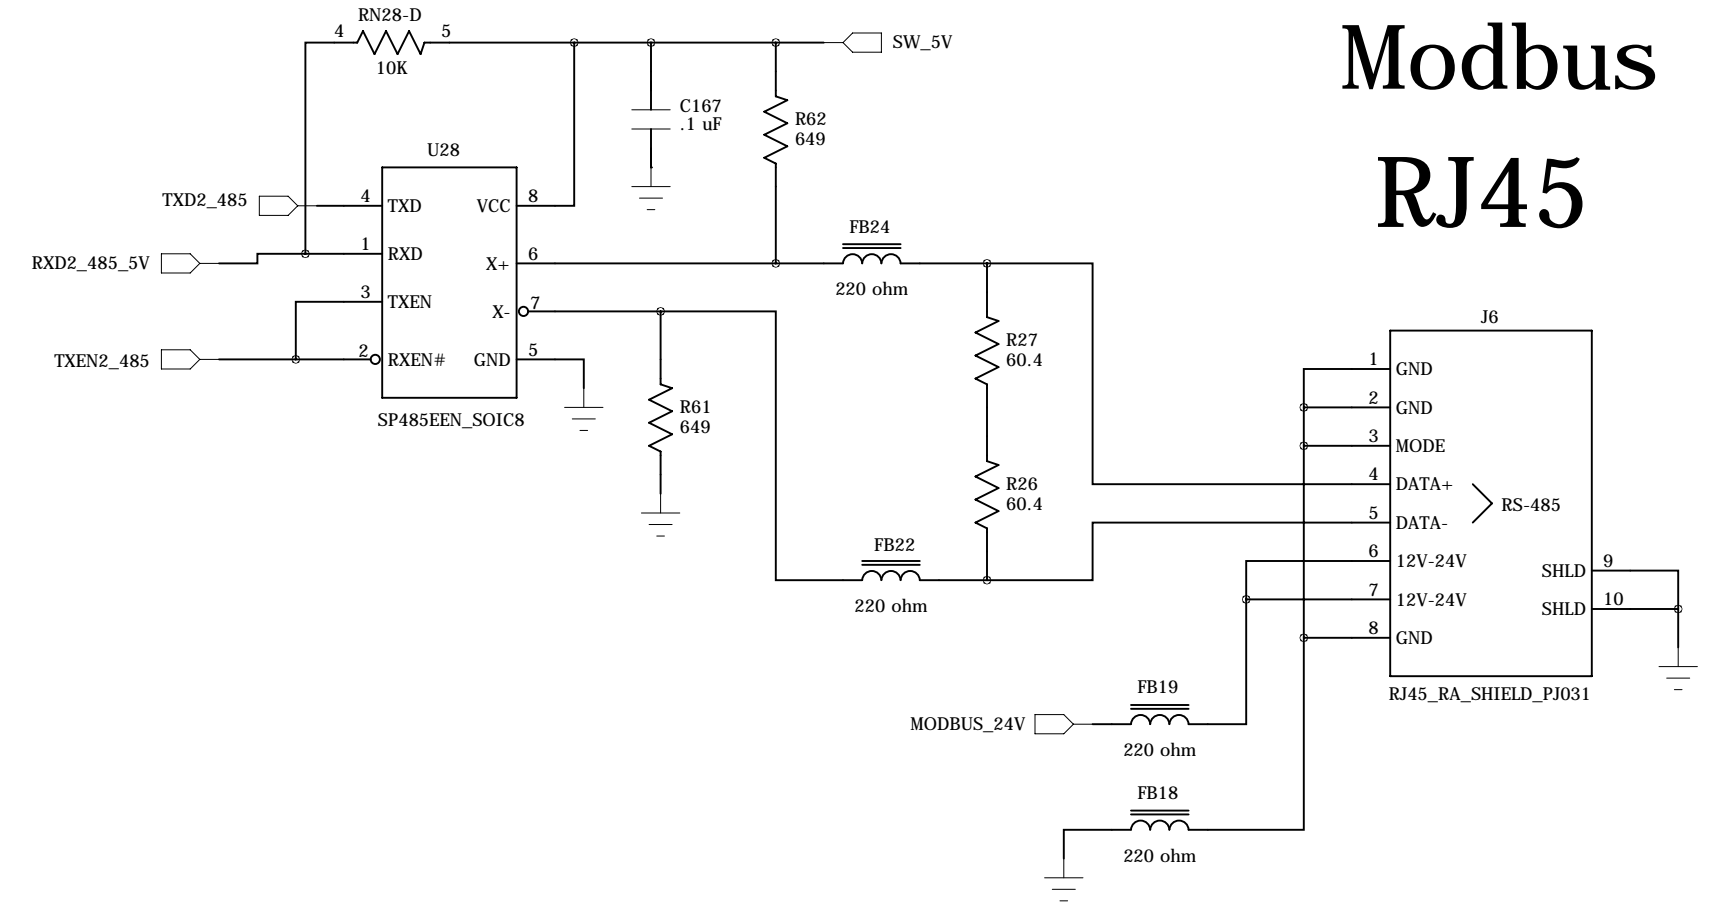 Modbus
RJ45
RN28-D
4
5
10K
SW_5V
C167
.1 uF
R62
649
U28
TXD2_485
4
TXD
VCC
8
RXD2_485_5V
1
RXD
X+
6
FB24
220 ohm
3
TXEN
X-
7
TXEN2_485
2
RXEN#
GND
5
SP485EEN_SOIC8
R61
649
R27
60.4
R26
60.4
FB22
220 ohm
J6
1
GND
2
GND
3
MODE
4
DATA+
RS-485
5
DATA-
6
12V-24V
SHLD
9
7
12V-24V
SHLD
10
8
GND
RJ45_RA_SHIELD_PJ031
FB19
MODBUS_24V
220 ohm
FB18
220 ohm